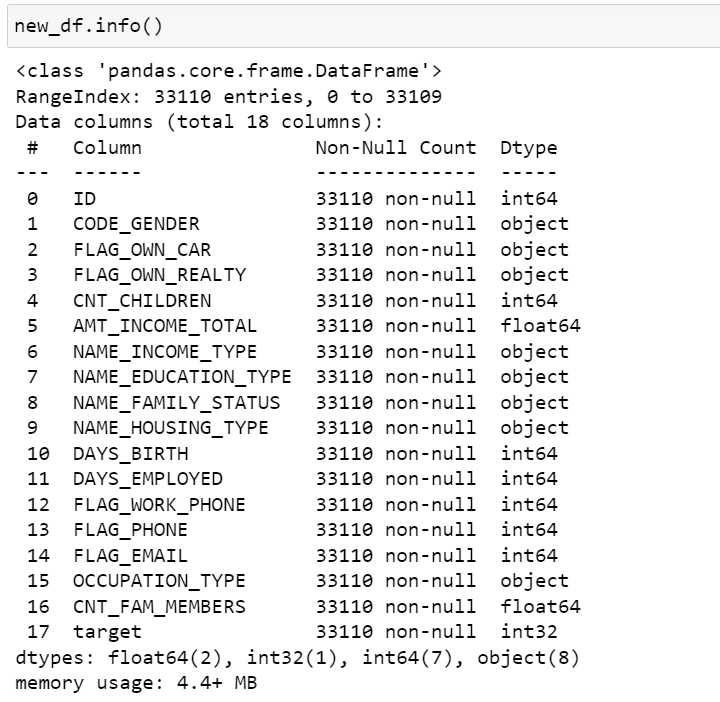 new_df.info()
<class 'pandas.core.frame.DataFrame'>
RangeIndex: 33110 entries, 0 to 33109
Data columns (total 18 columns):
 #   Column               Non-Null Count  Dtype
---  ------               --------------  -----
 0   ID                   33110 non-null  int64
 1   CODE_GENDER          33110 non-null  object
 2   FLAG_OWN_CAR         33110 non-null  object
 3   FLAG_OWN_REALTY      33110 non-null  object
 4   CNT_CHILDREN         33110 non-null  int64
 5   AMT_INCOME_TOTAL     33110 non-null  float64
 6   NAME_INCOME_TYPE     33110 non-null  object
 7   NAME_EDUCATION_TYPE  33110 non-null  object
 8   NAME_FAMILY_STATUS   33110 non-null  object
 9   NAME_HOUSING_TYPE    33110 non-null  object
 10  DAYS_BIRTH           33110 non-null  int64
 11  DAYS_EMPLOYED        33110 non-null  int64
 12  FLAG_WORK_PHONE      33110 non-null  int64
 13  FLAG_PHONE           33110 non-null  int64
 14  FLAG_EMAIL           33110 non-null  int64
 15  OCCUPATION_TYPE      33110 non-null  object
 16  CNT_FAM_MEMBERS      33110 non-null  float64
 17  target               33110 non-null  int32
dtypes: float64(2), int32(1), int64(7), object(8)
memory usage: 4.4+ MB